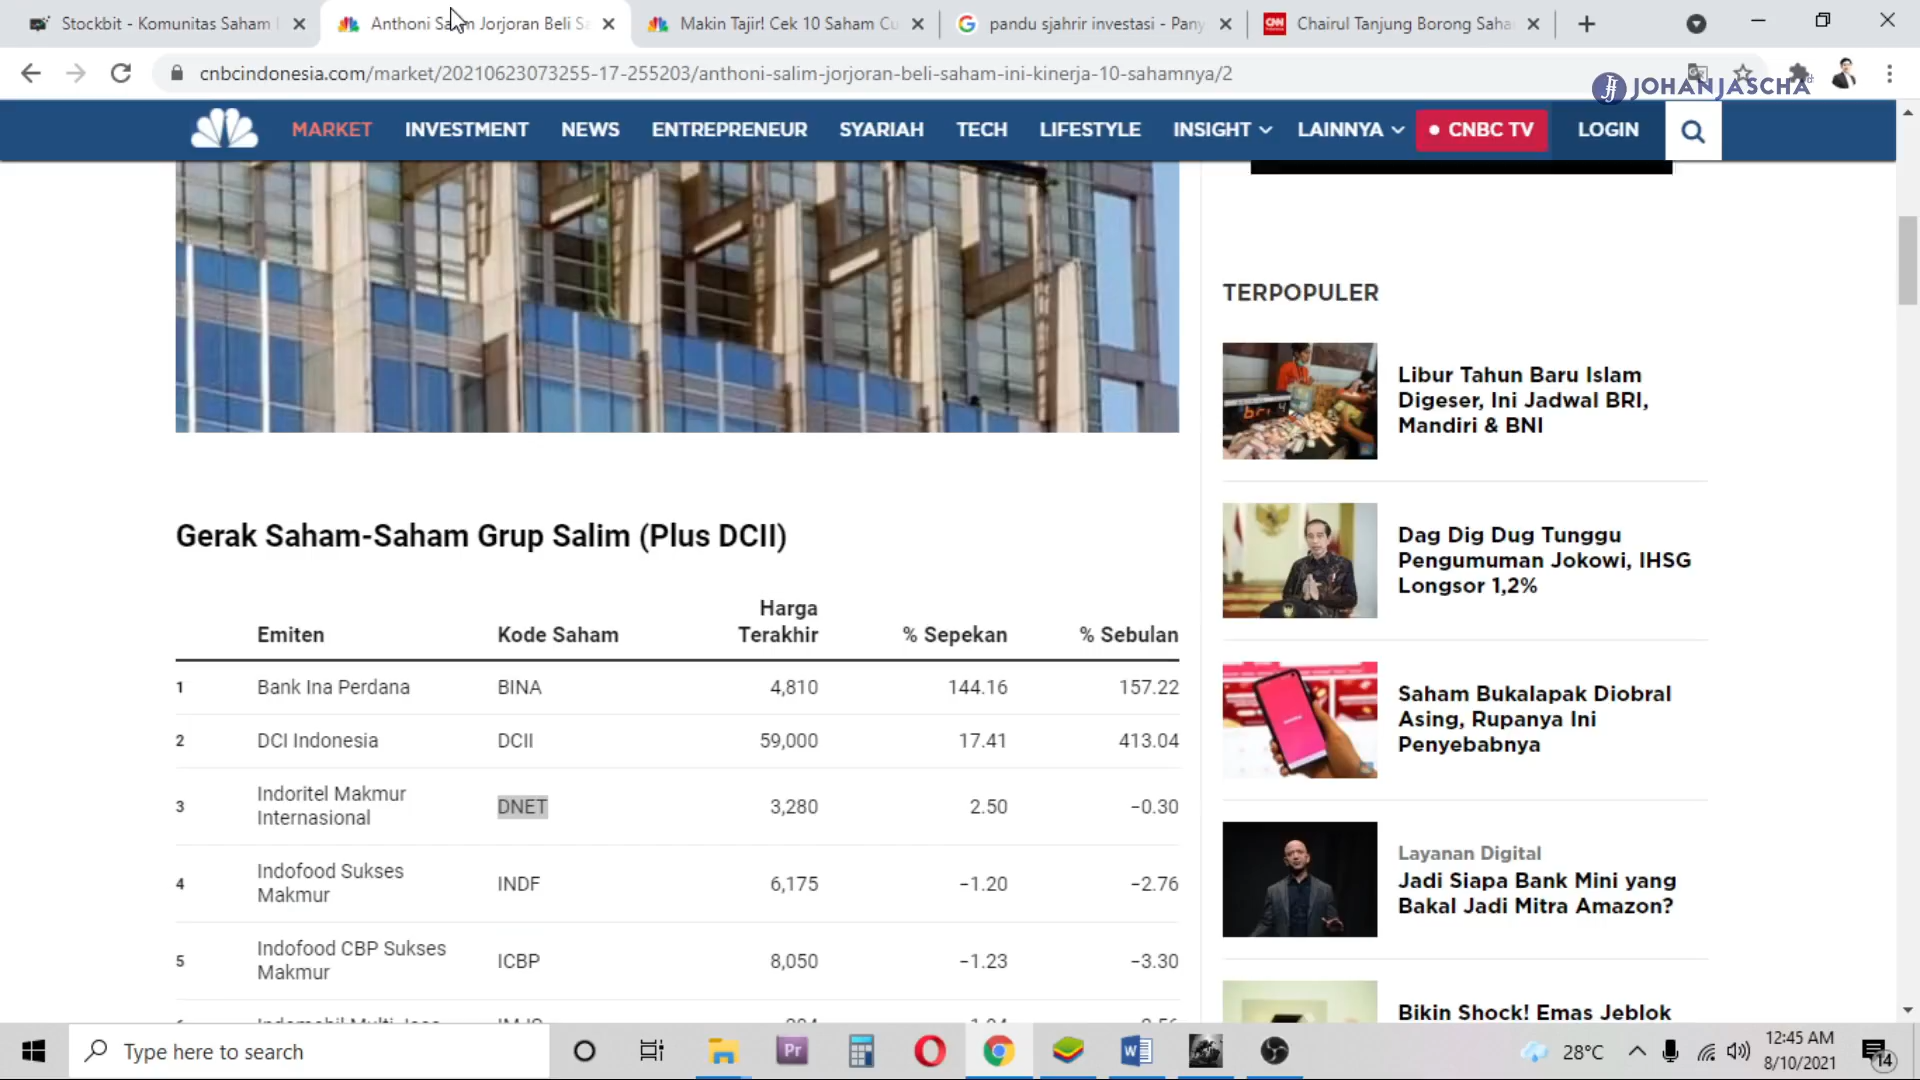 Stockbit - Komunitas Saham
Anthoni Salim Jorjoran Beli Sa
Makin Tajir! Cek 10 Saham Cu
pandu sjahrir investasi - Pany
CNN
Chairul Tanjung Borong Saha
cnbcindonesia.com/market/20210623073255-17-255203/anthoni-salim-jorjoran-beli-saham-ini-kinerja-10-sahamnya/2
JOHANJASCHA
MARKET
INVESTMENT
NEWS
ENTREPRENEUR
SYARIAH
TECH
LIFESTYLE
INSIGHT
LAINNYA
CNBC TV
LOGIN
TERPOPULER
Libur Tahun Baru Islam
Digeser, Ini Jadwal BRI,
Mandiri & BNI
Dag Dig Dug Tunggu
Pengumuman Jokowi, IHSG
Longsor 1,2%
Saham Bukalapak Diobral
Asing, Rupanya Ini
Penyebabnya
Layanan Digital
Jadi Siapa Bank Mini yang
Bakal Jadi Mitra Amazon?
Bikin Shock! Emas Jeblok
Gerak Saham-Saham Grup Salim (Plus DCII)
Emiten Kode Saham Harga Terakhir % Sepekan % Sebulan
1 Bank Ina Perdana BINA 4,810 144.16 157.22
2 DCI Indonesia DCII 59,000 17.41 413.04
3 Indoritel Makmur Internasional DNET 3,280 2.50 −0.30
4 Indofood Sukses Makmur INDF 6,175 −1.20 −2.76
5 Indofood CBP Sukses Makmur ICBP 8,050 −1.23 −3.30
Type here to search
Pr
28°C
12:45 AM
8/10/2021
14